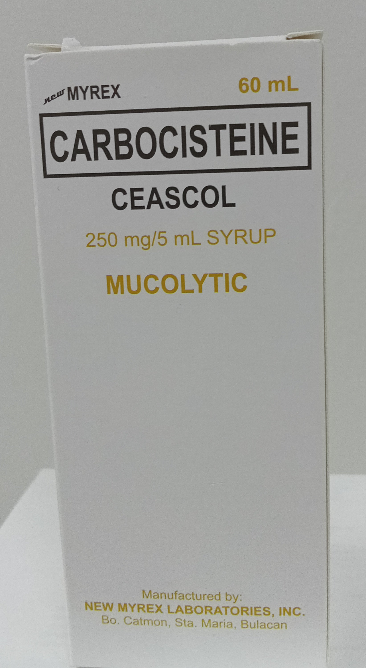 new MYREX 60 mL
CARBOCISTEINE
CEASCOL
250 mg/5 mL SYRUP
MUCOLYTIC
Manufactured by:
NEW MYREX LABORATORIES, INC.
Bo. Catmon, Sta. Maria, Bulacan